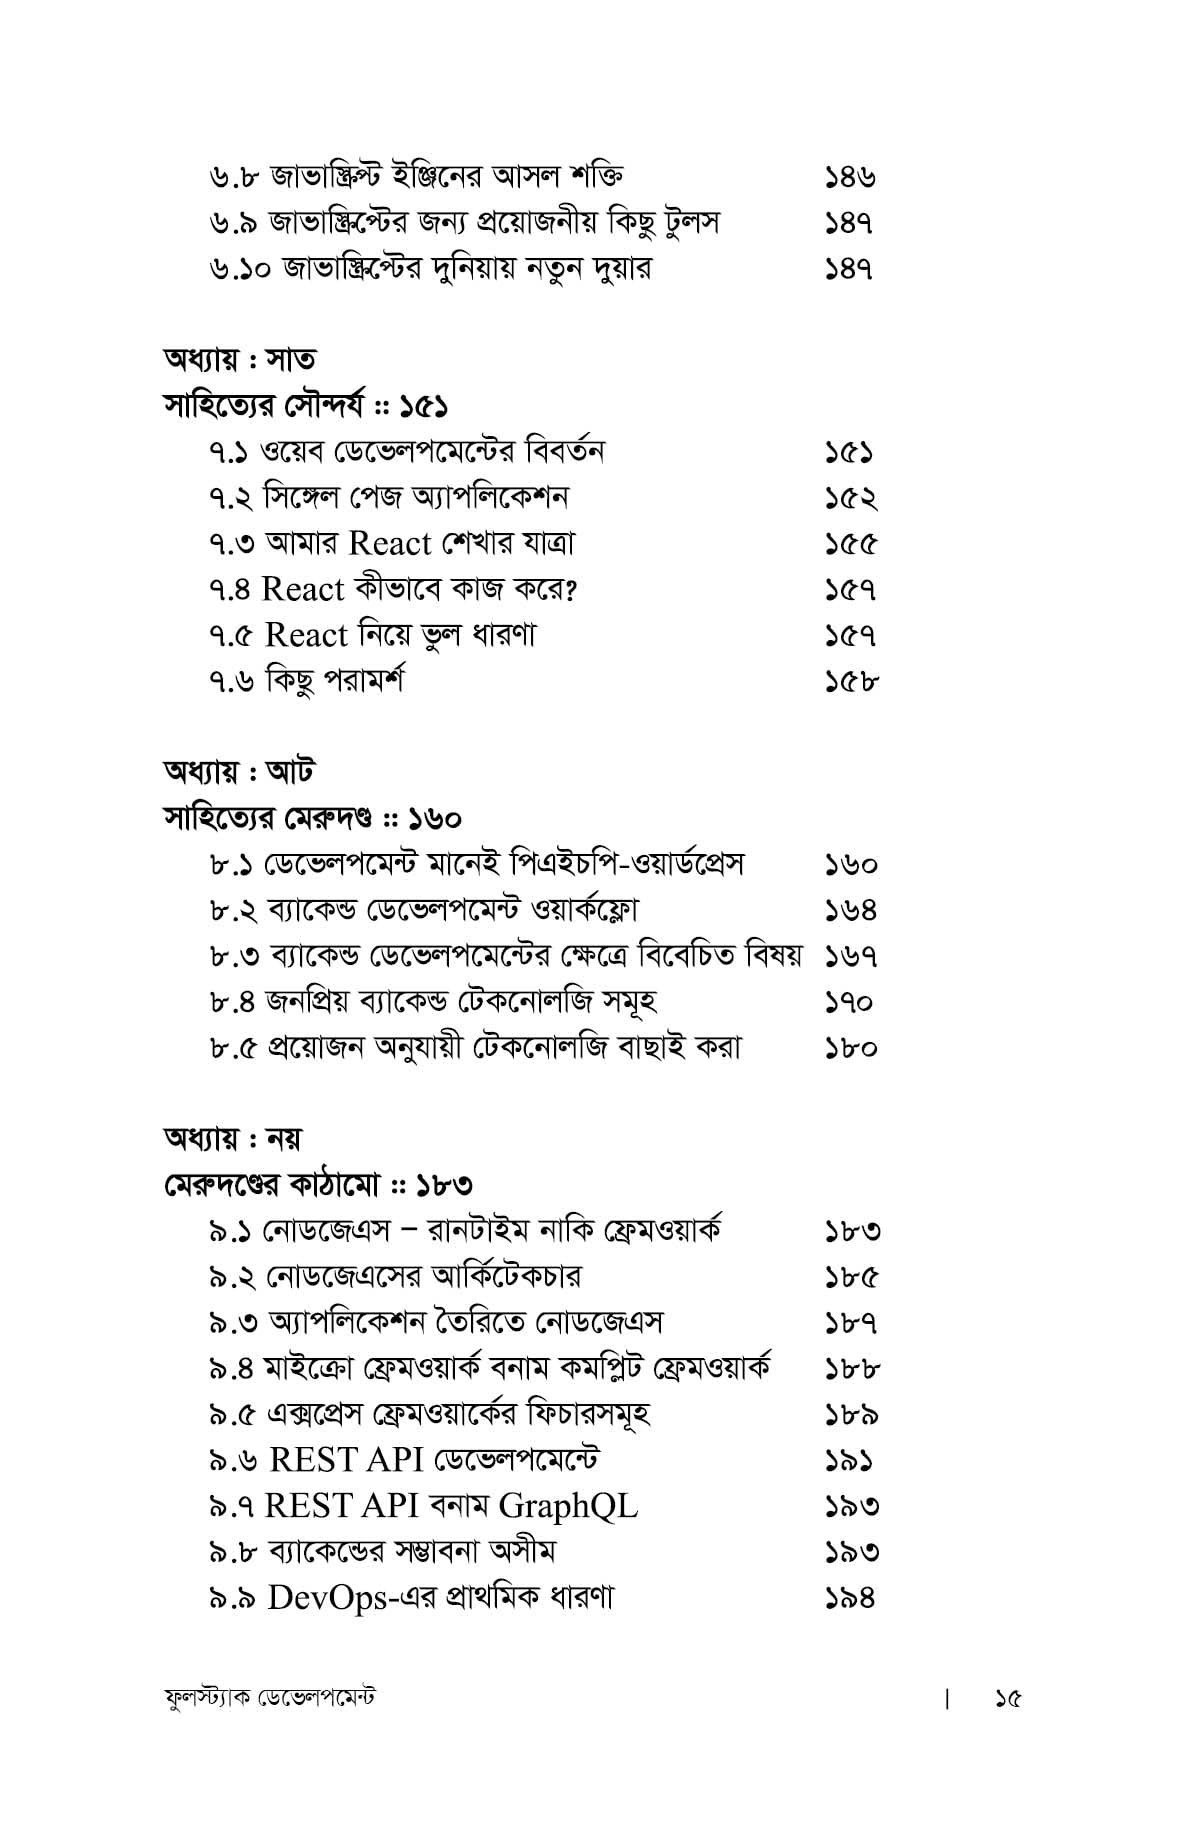 ৬.৮ জাভাস্ক্রিপ্ট ইঞ্জিনের আসল শক্তি ১৪৬
৬.৯ জাভাস্ক্রিপ্টের জন্য প্রয়োজনীয় কিছু টুলস ১৪৭
৬.১০ জাভাস্ক্রিপ্টের দুনিয়ায় নতুন দুয়ার ১৪৭
অধ্যায় : সাত
সাহিত্যের সৌন্দর্য :: ১৫১
৭.১ ওয়েব ডেভেলপমেন্টের বিবর্তন ১৫১
৭.২ সিঙ্গেল পেজ অ্যাপলিকেশন ১৫২
৭.৩ আমার React শেখার যাত্রা ১৫৫
৭.৪ React কীভাবে কাজ করে? ১৫৭
৭.৫ React নিয়ে ভুল ধারণা ১৫৭
৭.৬ কিছু পরামর্শ ১৫৮
অধ্যায় : আট
সাহিত্যের মেরুদণ্ড :: ১৬০
৮.১ ডেভেলপমেন্ট মানেই পিএইচপি-ওয়ার্ডপ্রেস ১৬০
৮.২ ব্যাকেন্ড ডেভেলপমেন্ট ওয়ার্কফ্লো ১৬৪
৮.৩ ব্যাকেন্ড ডেভেলপমেন্টের ক্ষেত্রে বিবেচিত বিষয় ১৬৭
৮.৪ জনপ্রিয় ব্যাকেন্ড টেকনোলজি সমূহ ১৭০
৮.৫ প্রয়োজন অনুযায়ী টেকনোলজি বাছাই করা ১৮০
অধ্যায় : নয়
মেরুদণ্ডের কাঠামো :: ১৮৩
৯.১ নোডজেএস – রানটাইম নাকি ফ্রেমওয়ার্ক ১৮৩
৯.২ নোডজেএসের আর্কিটেকচার ১৮৫
৯.৩ অ্যাপলিকেশন তৈরিতে নোডজেএস ১৮৭
৯.৪ মাইক্রো ফ্রেমওয়ার্ক বনাম কমপ্লিট ফ্রেমওয়ার্ক ১৮৮
৯.৫ এক্সপ্রেস ফ্রেমওয়ার্কের ফিচারসমূহ ১৮৯
৯.৬ REST API ডেভেলপমেন্টে ১৯১
৯.৭ REST API বনাম GraphQL ১৯৩
৯.৮ ব্যাকেন্ডের সম্ভাবনা অসীম ১৯৩
৯.৯ DevOps-এর প্রাথমিক ধারণা ১৯৪
ফুলস্ট্যাক ডেভেলপমেন্ট | ১৫